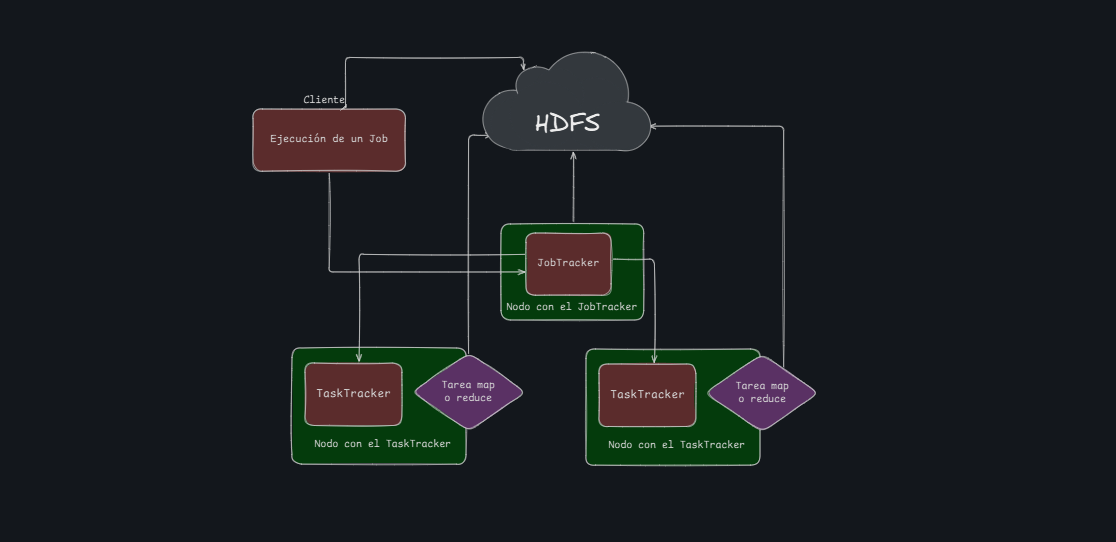 Cliente
Ejecución de un Job
HDFS
JobTracker
Nodo con el JobTracker
TaskTracker
Tarea map
o reduce
Nodo con el TaskTracker
TaskTracker
Tarea map
o reduce
Nodo con el TaskTracker